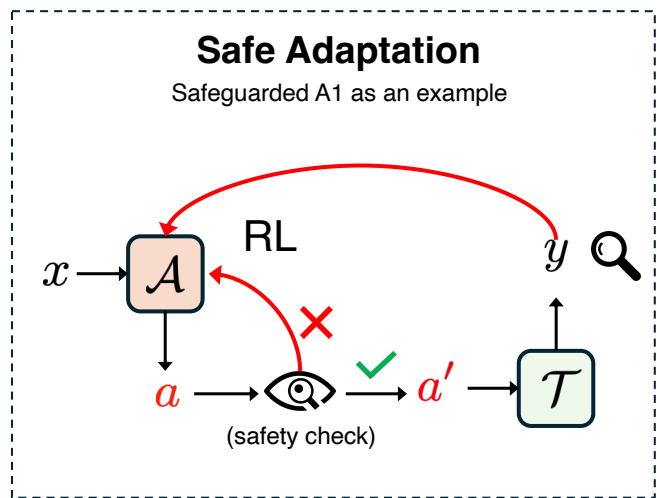 Safe Adaptation
Safeguarded A1 as an example
RL
x
𝒜
y
a
a′
𝒯
(safety check)